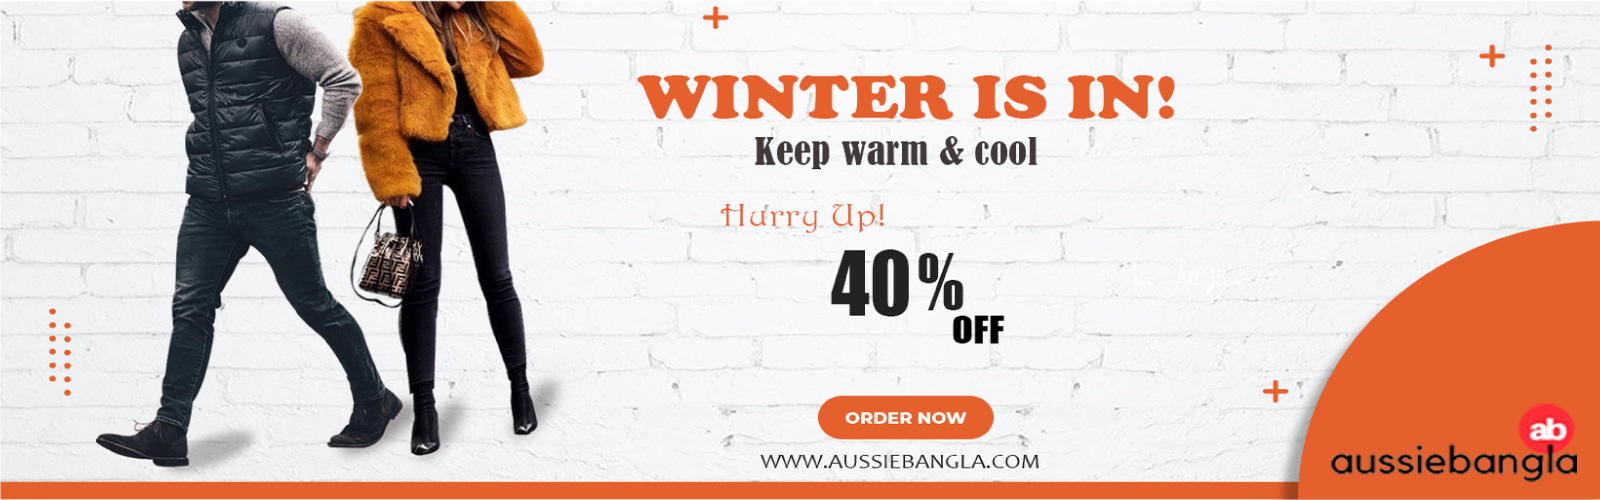 WINTER IS IN!
Keep warm & cool
Hurry Up!
40%
OFF
ORDER NOW
WWW.AUSSIEBANGLA.COM
ab
aussiebangla